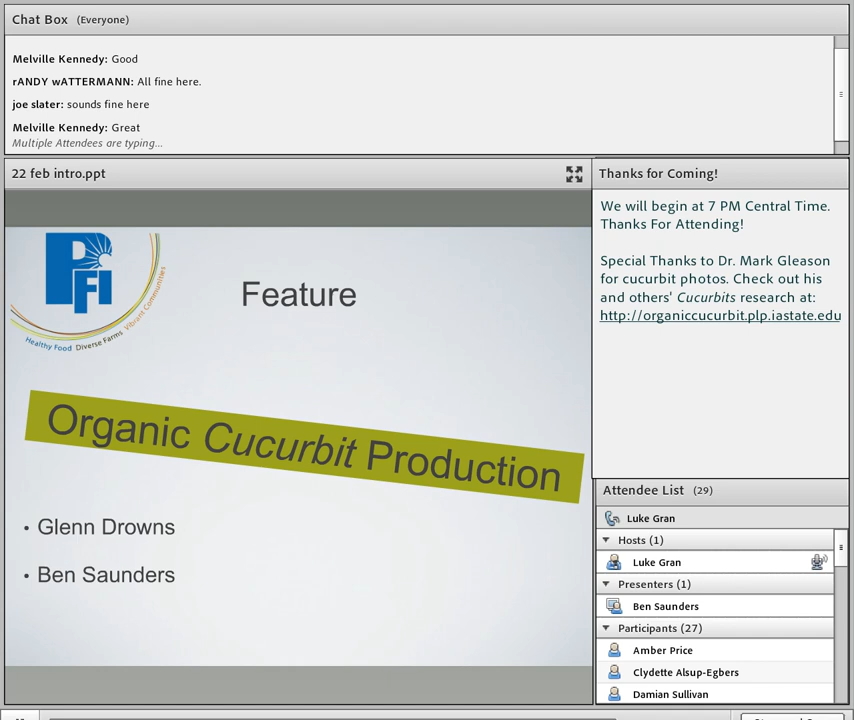 Chat Box (Everyone)
Melville Kennedy: Good
rANDY wATTERMANN: All fine here.
joe slater: sounds fine here
Melville Kennedy: Great
Multiple Attendees are typing...
22 feb intro.ppt
PFI
Healthy Food Diverse Farms Vibrant Communities
Feature
Organic Cucurbit Production
• Glenn Drowns
• Ben Saunders
Thanks for Coming!
We will begin at 7 PM Central Time.
Thanks For Attending!
Special Thanks to Dr. Mark Gleason
for cucurbit photos. Check out his
and others' Cucurbits research at:
http://organiccucurbit.plp.iastate.edu
Attendee List (29)
Luke Gran
Hosts (1)
Luke Gran
Presenters (1)
Ben Saunders
Participants (27)
Amber Price
Clydette Alsup-Egbers
Damian Sullivan